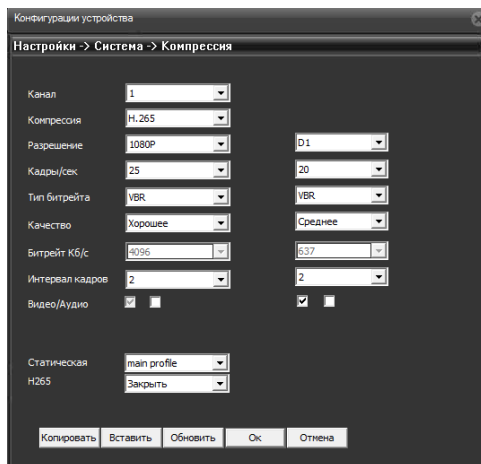 Конфигурации устройства
Настройки -> Система -> Компрессия
Канал 1
Компрессия H.265
Разрешение 1080P D1
Кадры/сек 25 20
Тип битрейта VBR VBR
Качество Хорошее Среднее
Битрейт Кб/с 4096 637
Интервал кадров 2 2
Видео/Аудио
Статическая main profile
H265 Закрыть
Копировать Вставить Обновить Ок Отмена